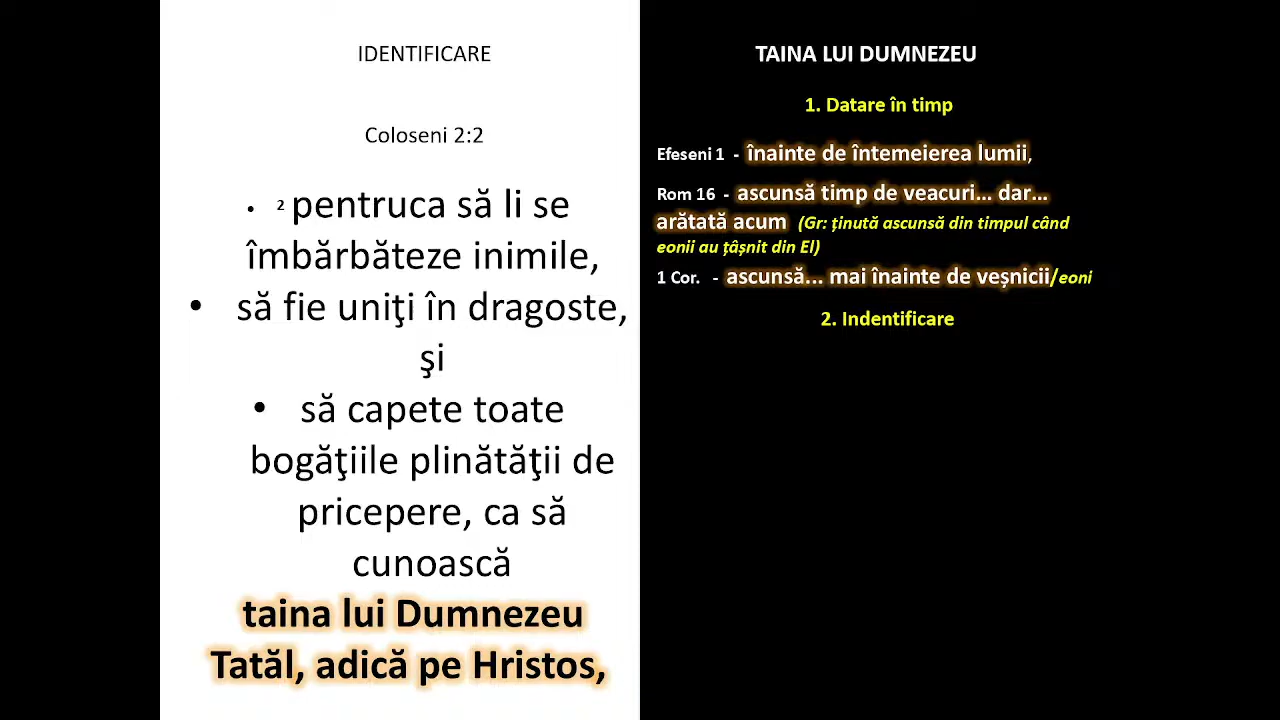 IDENTIFICARE
Coloseni 2:2
• 2 pentruca să li se
îmbărbăteze inimile,
• să fie uniţi în dragoste,
şi
• să capete toate
bogăţiile plinătăţii de
pricepere, ca să
cunoască
taina lui Dumnezeu
Tatăl, adică pe Hristos,
TAINA LUI DUMNEZEU
1. Datare în timp
Efeseni 1 - înainte de întemeierea lumii,
Rom 16 - ascunsă timp de veacuri... dar...
arătată acum (Gr: ținută ascunsă din timpul când
eonii au țâșnit din El)
1 Cor. - ascunsă... mai înainte de veșnicii/eoni
2. Indentificare